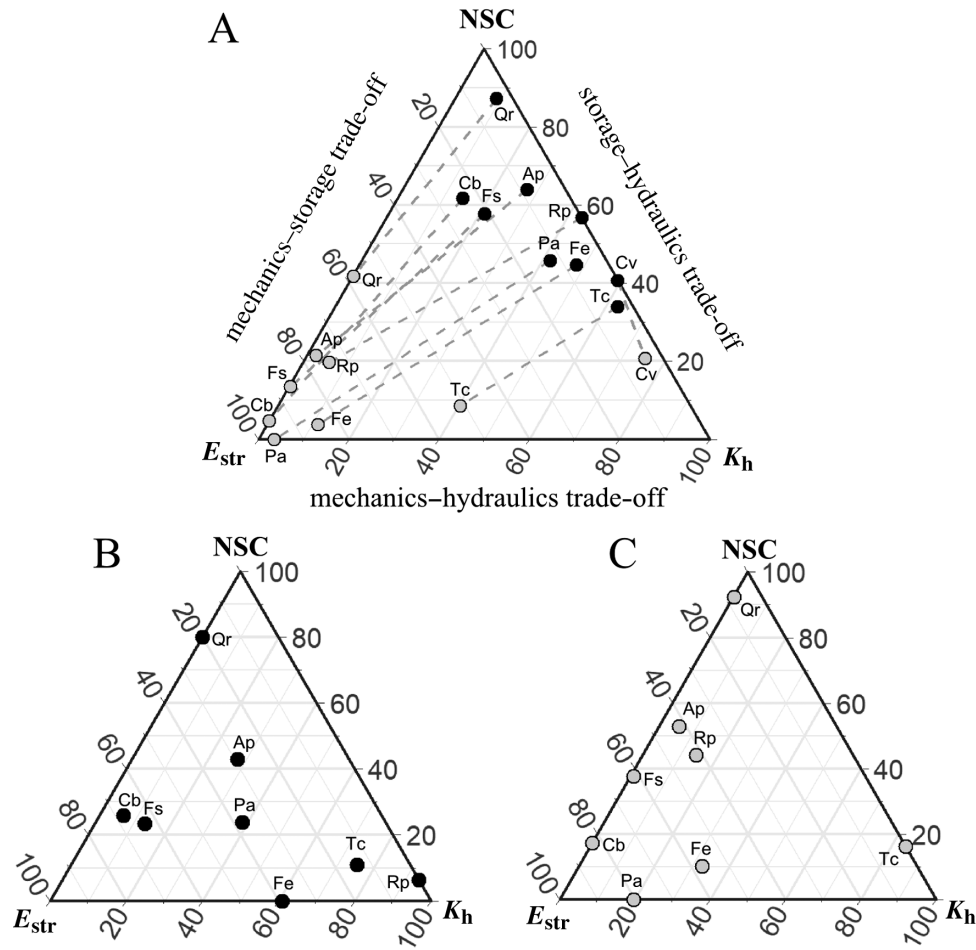 A
NSC
100
20
Qr
80
mechanics–storage trade-off
storage–hydraulics trade-off
40
Cb
Fs
Ap
Rp
60
Pa
Fe
60
Qr
Cv
40
Tc
80
Ap
Rp
20
Fs
Cv
Cb
Tc
100
Fe
Estr
Pa
20
40
60
80
100
Kh
mechanics–hydraulics trade-off
B
NSC
100
20
Qr
80
40
60
Ap
60
40
Cb
Fs
Pa
80
20
Tc
100
Fe
Rp
Estr
20
40
60
80
100
Kh
C
NSC
100
Qr
20
80
40
Ap
60
Rp
60
Fs
40
80
Cb
Fe
20
Tc
100
Pa
Estr
20
40
60
80
100
Kh